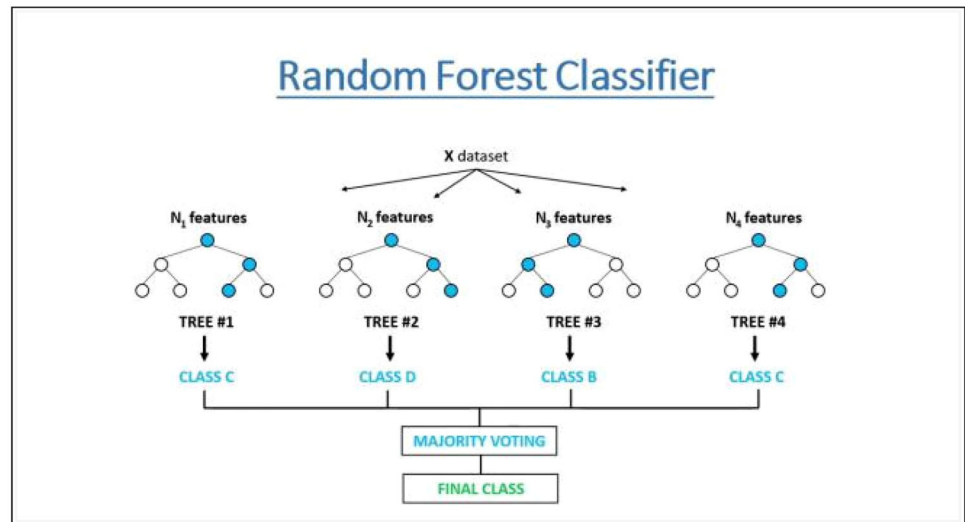 Random Forest Classifier
X dataset
N₁ features N₂ features N₃ features N₄ features
TREE #1 TREE #2 TREE #3 TREE #4
CLASS C CLASS D CLASS B CLASS C
MAJORITY VOTING
FINAL CLASS